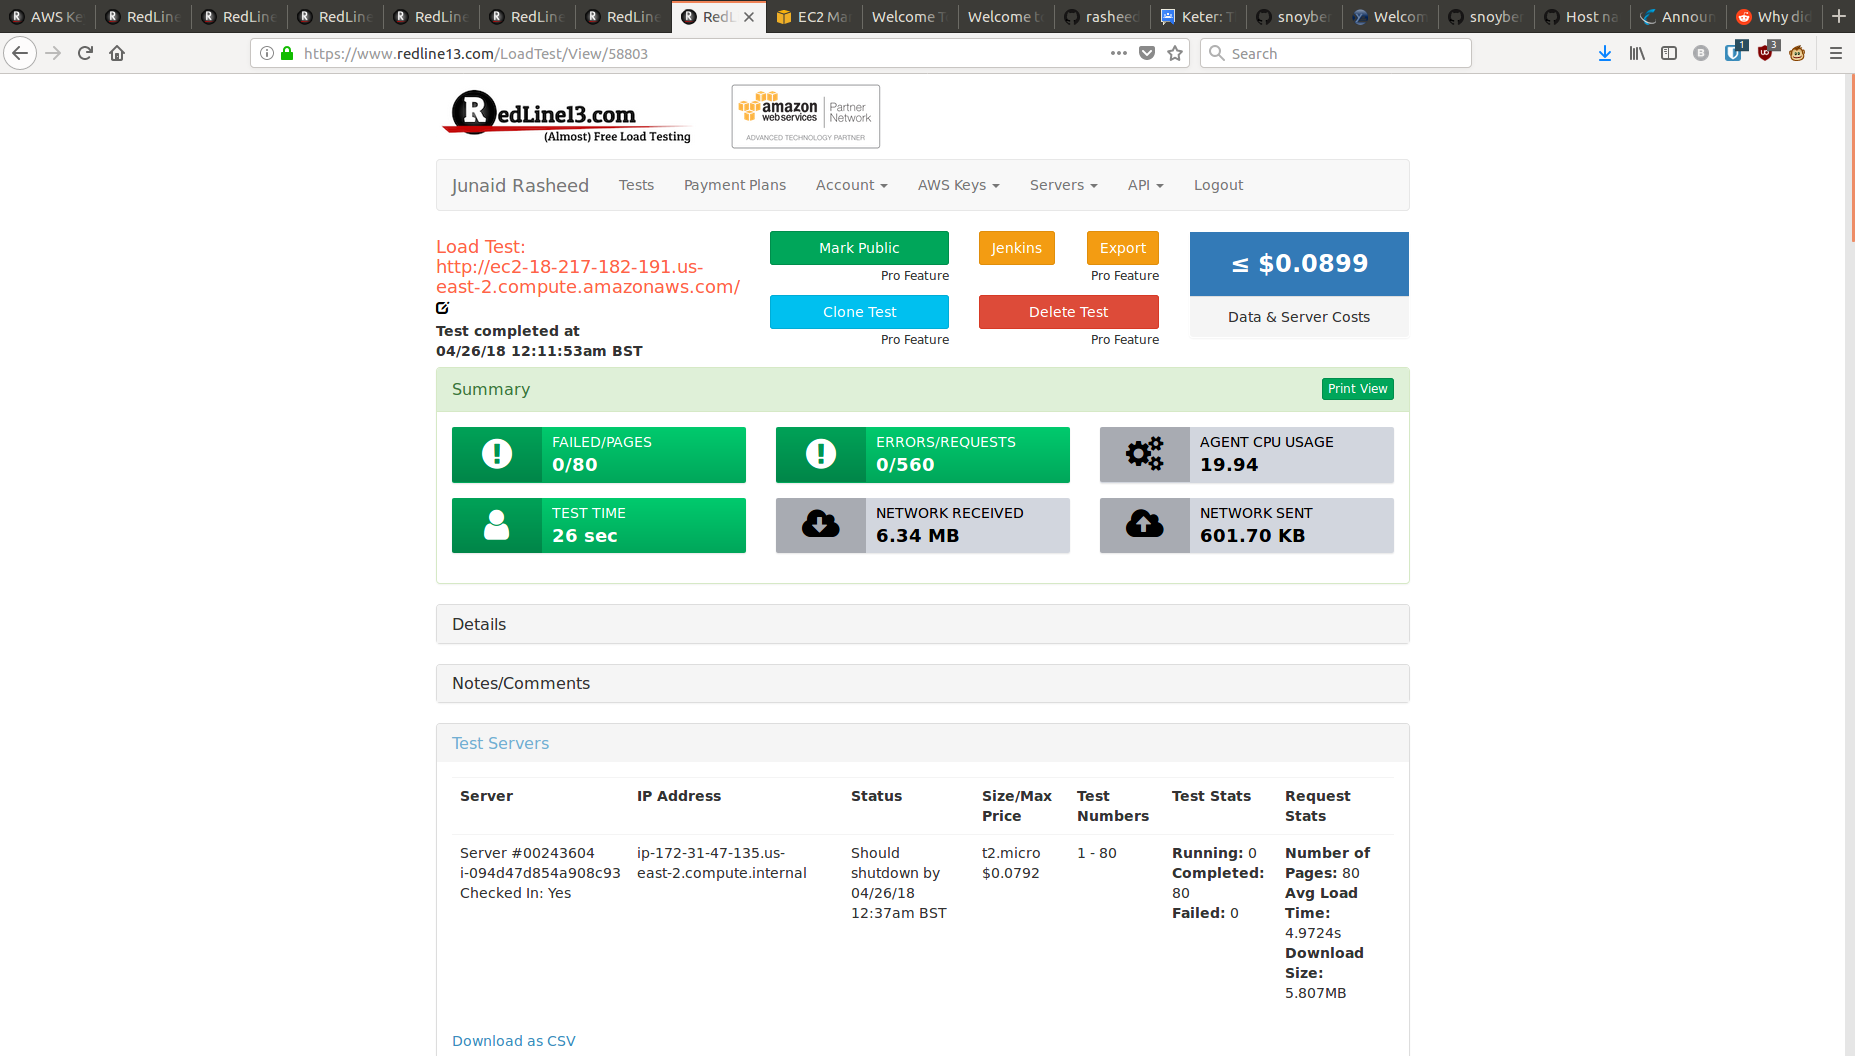 AWS Ke
RedLine
RedLine
RedLine
RedLine
RedLine
RedLine
RedL
EC2 Ma
Welcome T
Welcome to
rasheed
Keter: T
snoyber
Welcom
snoyber
Host na
Announ
Why did
https://www.redline13.com/LoadTest/View/58803
Search
1
3
RedLine13.com
(Almost) Free Load Testing
amazon
webservices
Partner
Network
ADVANCED TECHNOLOGY PARTNER
Junaid Rasheed Tests Payment Plans Account AWS Keys Servers API Logout
Load Test:
http://ec2-18-217-182-191.us-
east-2.compute.amazonaws.com/
Test completed at
04/26/18 12:11:53am BST
Mark Public
Pro Feature
Jenkins
Export
Pro Feature
Clone Test
Pro Feature
Delete Test
Pro Feature
≤ $0.0899
Data & Server Costs
Summary
Print View
FAILED/PAGES
0/80
ERRORS/REQUESTS
0/560
AGENT CPU USAGE
19.94
TEST TIME
26 sec
NETWORK RECEIVED
6.34 MB
NETWORK SENT
601.70 KB
Details
Notes/Comments
Test Servers
Server
IP Address
Status
Size/Max
Price
Test
Numbers
Test Stats
Request
Stats
Server #00243604
i-094d47d854a908c93
Checked In: Yes
ip-172-31-47-135.us-
east-2.compute.internal
Should
shutdown by
04/26/18
12:37am BST
t2.micro
$0.0792
1 - 80
Running: 0
Completed:
80
Failed: 0
Number of
Pages: 80
Avg Load
Time:
4.9724s
Download
Size:
5.807MB
Download as CSV